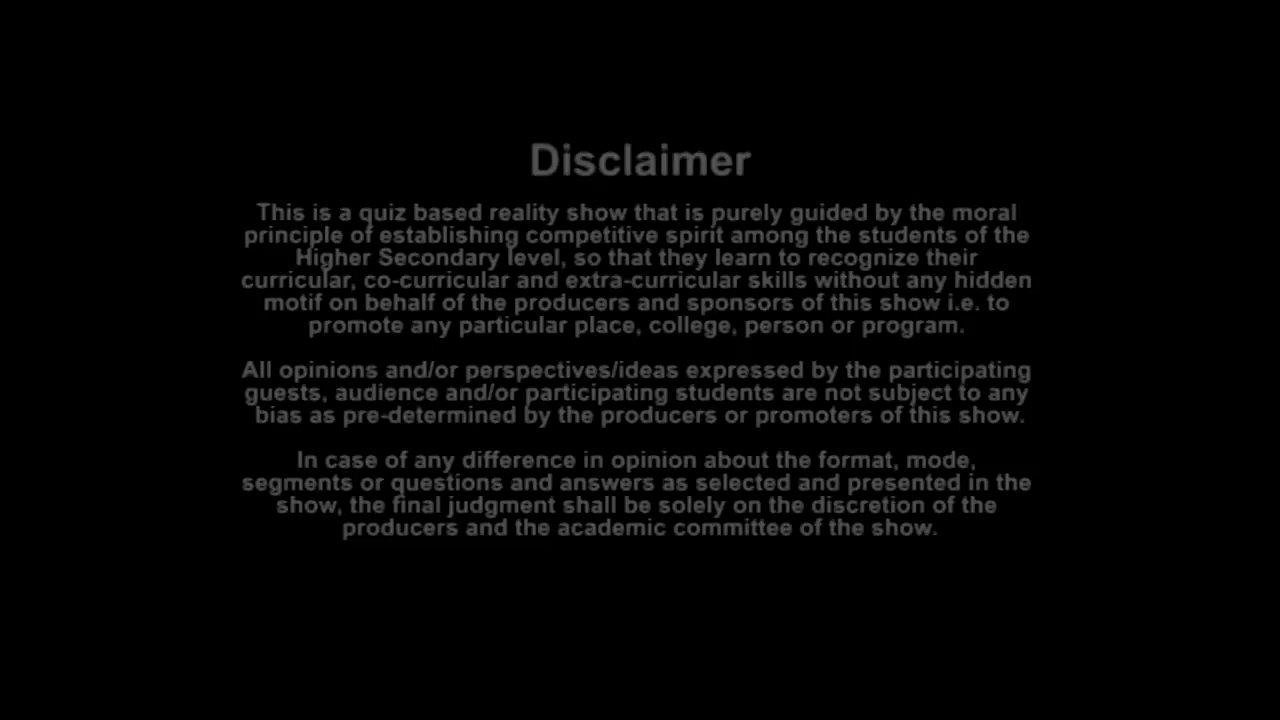 Disclaimer
This is a quiz based reality show that is purely guided by the moral
principle of establishing competitive spirit among the students of the
Higher Secondary level, so that they learn to recognize their
curricular, co-curricular and extra-curricular skills without any hidden
motif on behalf of the producers and sponsors of this show i.e. to
promote any particular place, college, person or program.
All opinions and/or perspectives/ideas expressed by the participating
guests, audience and/or participating students are not subject to any
bias as pre-determined by the producers or promoters of this show.
In case of any difference in opinion about the format, mode,
segments or questions and answers as selected and presented in the
show, the final judgment shall be solely on the discretion of the
producers and the academic committee of the show.